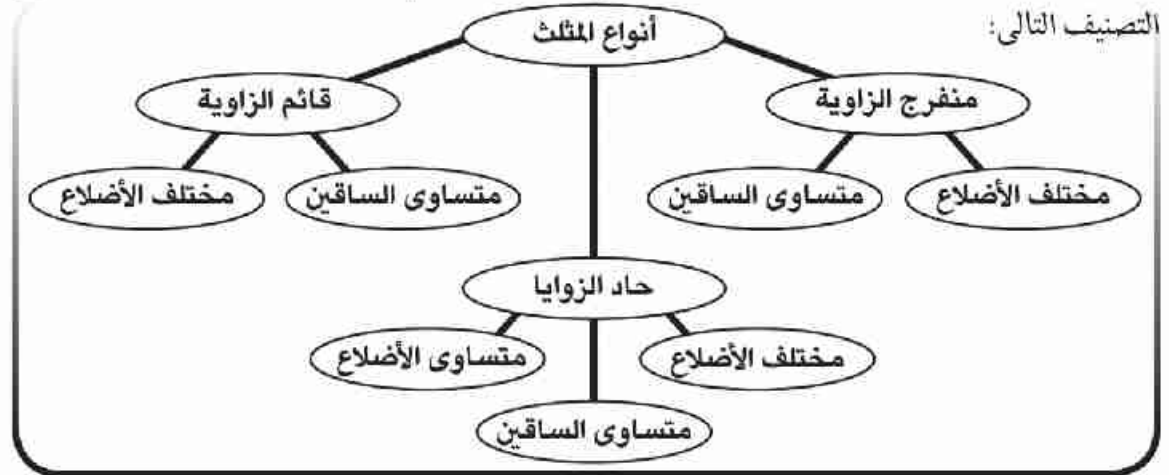 التصنيف التالى:
أنواع المثلث
منفرج الزاوية
قائم الزاوية
مختلف الأضلاع
متساوى الساقين
متساوى الساقين
مختلف الأضلاع
حاد الزوايا
مختلف الأضلاع
متساوى الأضلاع
متساوى الساقين